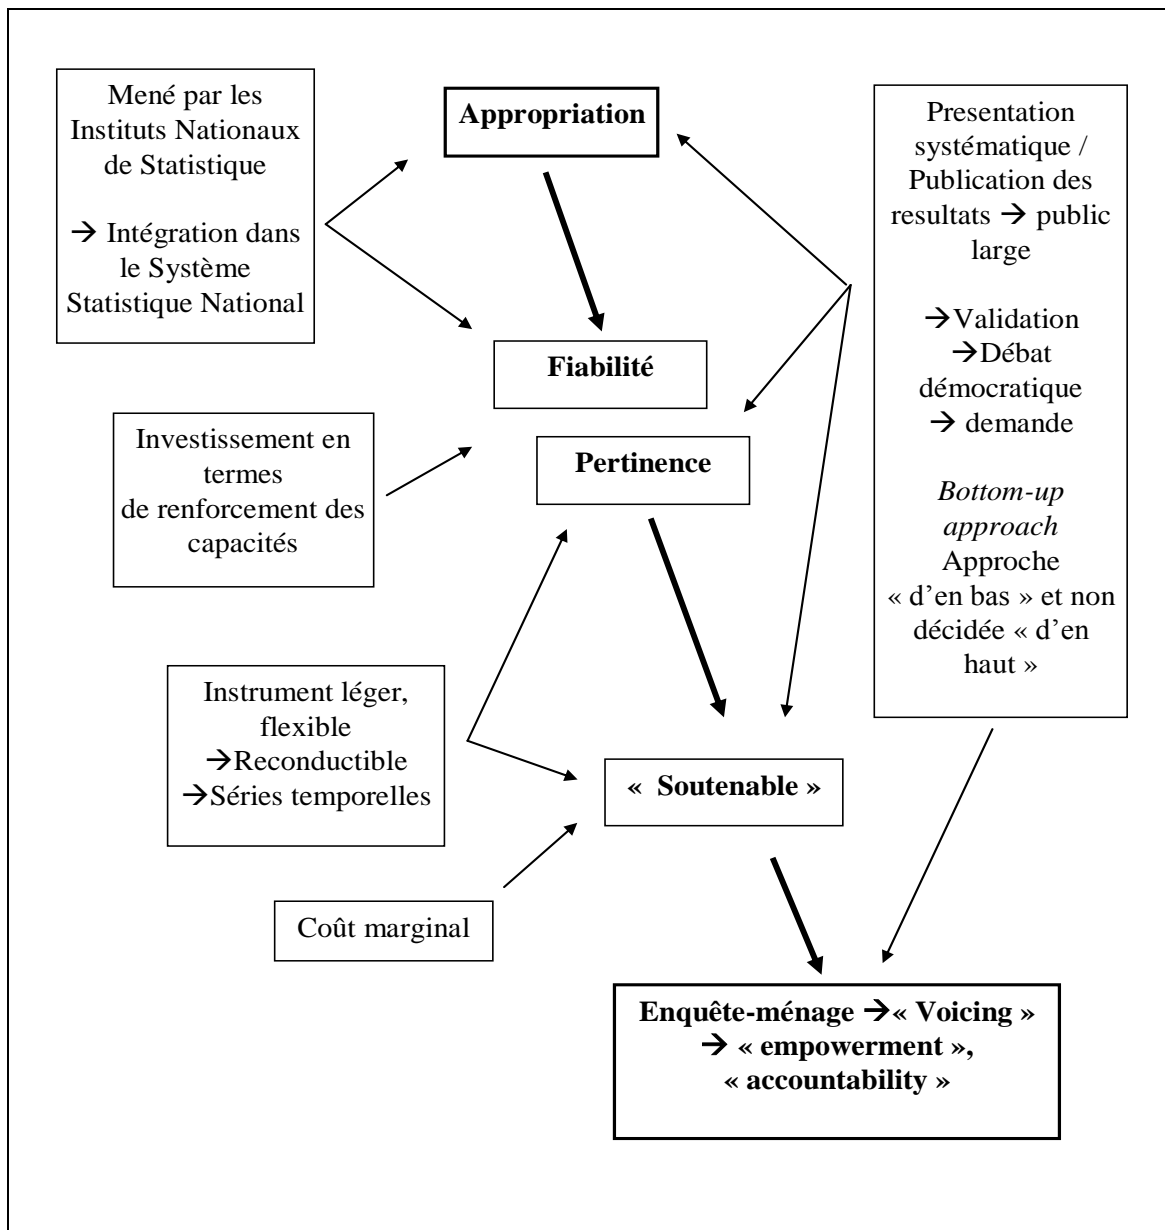 Mené par les
Instituts Nationaux
de Statistique
→ Intégration dans
le Système
Statistique National
Appropriation
Presentation
systématique /
Publication des
resultats → public
large
→Validation
→Débat
démocratique
→ demande
Bottom-up
approach
Approche
« d’en bas » et non
décidée « d’en
haut »
Fiabilité
Investissement en
termes
de renforcement des
capacités
Pertinence
Instrument léger,
flexible
→Reconductible
→Séries temporelles
« Soutenable »
Coût marginal
Enquête-ménage →« Voicing »
→ « empowerment »,
« accountability »